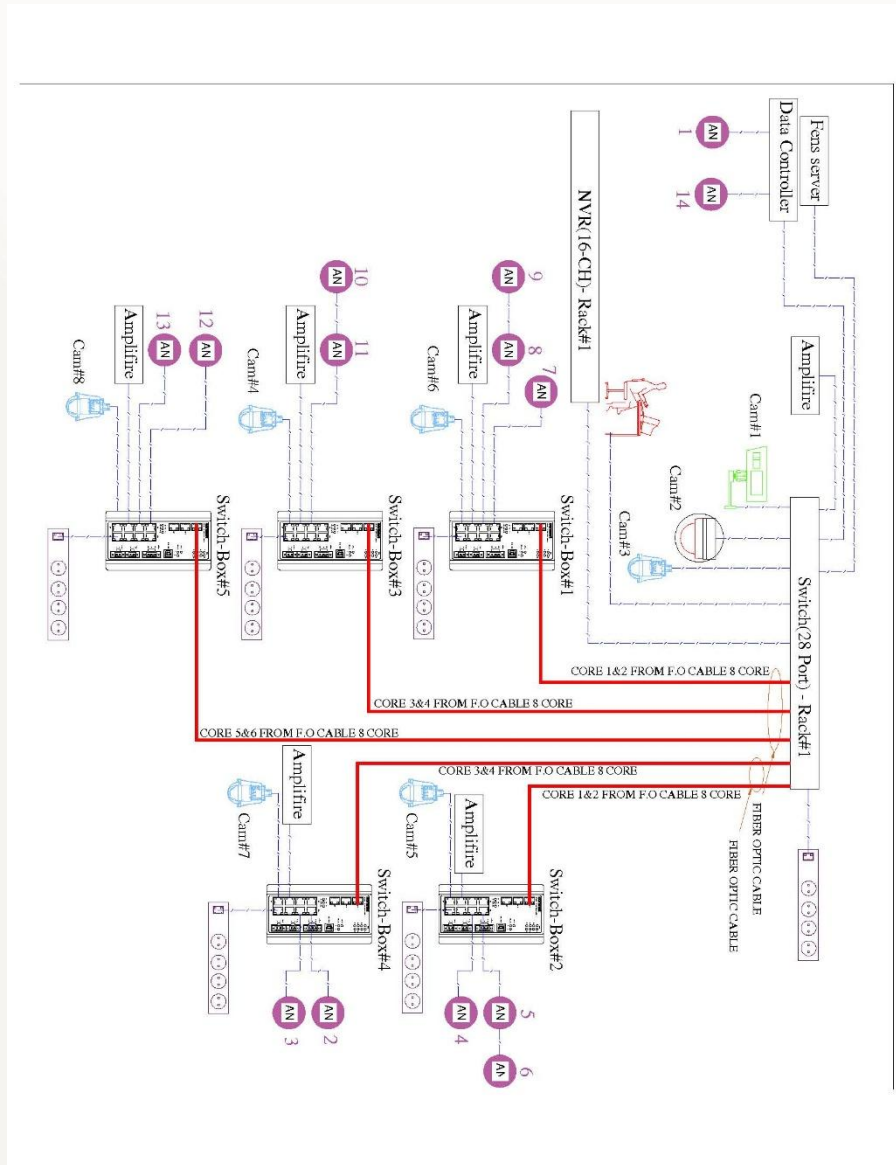 Fens server
Data Controller
AN
1
AN
14
NVR(16-CH)- Rack#1
Amplifire
Cam#1
Cam#2
Cam#3
Switch(28 Port) - Rack#1
9
AN
8
AN
7
AN
Amplifire
Cam#6
Switch-Box#1
10
AN
11
AN
Amplifire
Cam#4
Switch-Box#3
12
AN
13
AN
Amplifire
Cam#8
Switch-Box#5
CORE 1&2 FROM F.O CABLE 8 CORE
CORE 3&4 FROM F.O CABLE 8 CORE
CORE 5&6 FROM F.O CABLE 8 CORE
CORE 3&4 FROM F.O CABLE 8 CORE
CORE 1&2 FROM F.O CABLE 8 CORE
FIBER OPTIC CABLE
FIBER OPTIC CABLE
Amplifire
Cam#7
Switch-Box#4
AN
2
AN
3
Amplifire
Cam#5
Switch-Box#2
AN
5
AN
4
AN
6